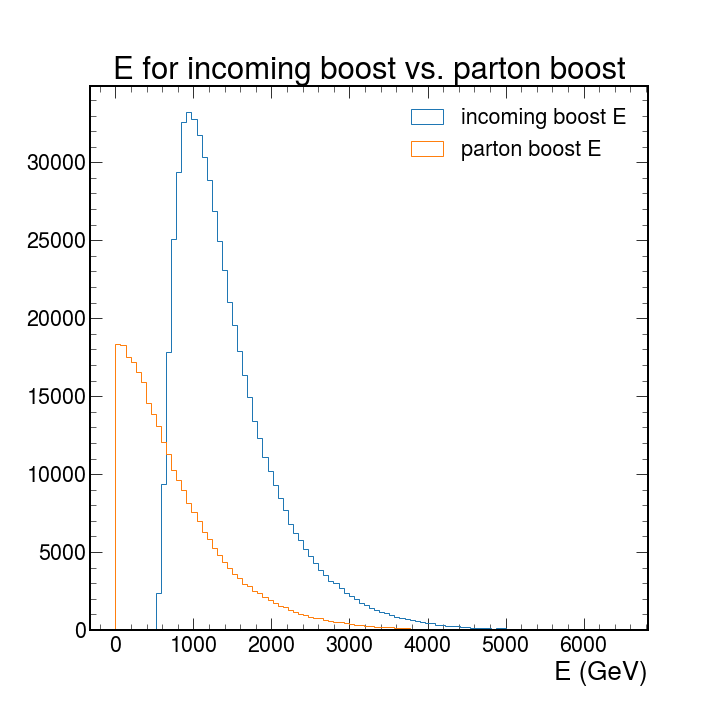 E for incoming boost vs. parton boost
incoming boost E
parton boost E
30000
25000
20000
15000
10000
5000
0
0 1000 2000 3000 4000 5000 6000
E (GeV)